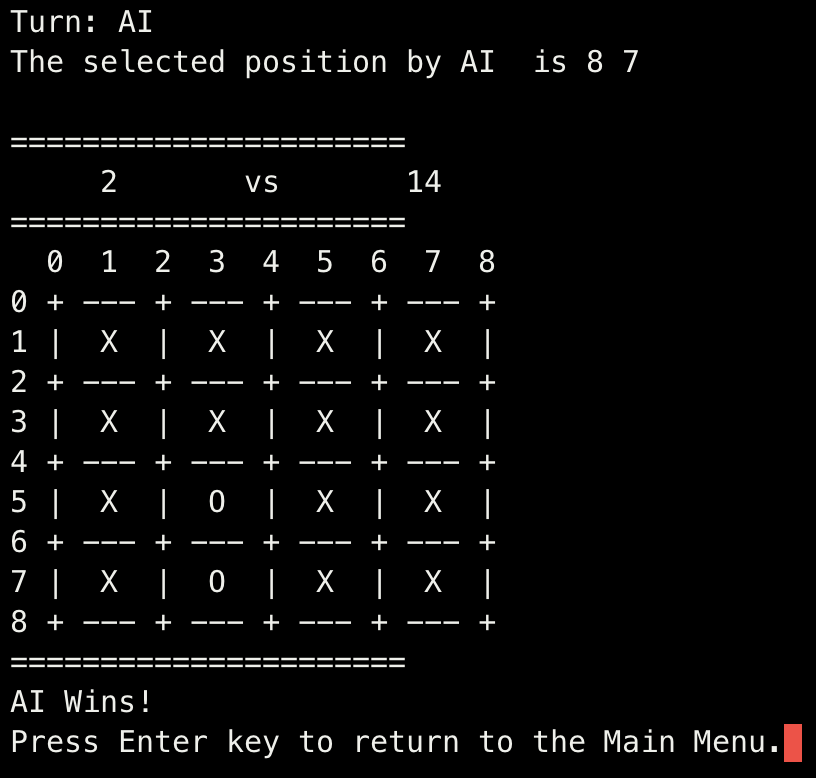 Turn: AI
The selected position by AI  is 8 7
======================
     2       vs       14
======================
  0  1  2  3  4  5  6  7  8
0 + --- + --- + --- + --- +
1 |  X  |  X  |  X  |  X  |
2 + --- + --- + --- + --- +
3 |  X  |  X  |  X  |  X  |
4 + --- + --- + --- + --- +
5 |  X  |  O  |  X  |  X  |
6 + --- + --- + --- + --- +
7 |  X  |  O  |  X  |  X  |
8 + --- + --- + --- + --- +
======================
AI Wins!
Press Enter key to return to the Main Menu.